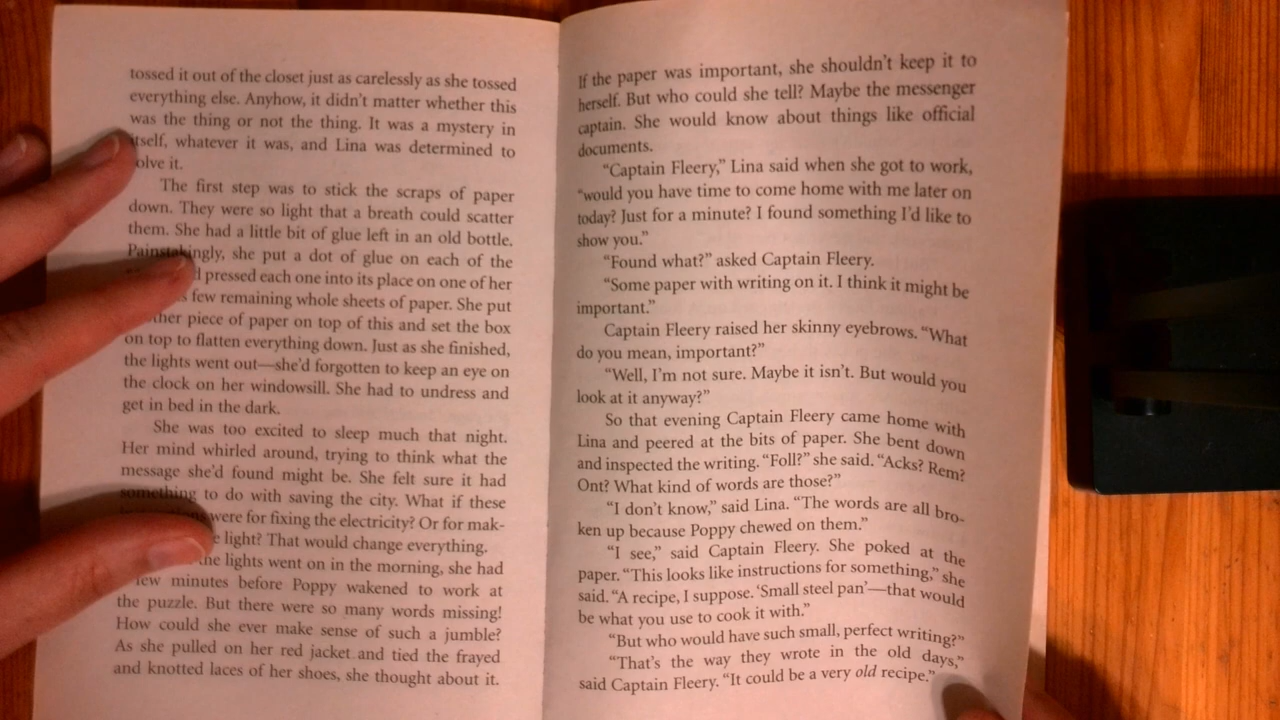 tossed it out of the closet just as carelessly as she tossed
everything else. Anyhow, it didn't matter whether this
was the thing or not the thing. It was a mystery in
itself, whatever it was, and Lina was determined to
olve it.
The first step was to stick the scraps of paper
down. They were so light that a breath could scatter
them. She had a little bit of glue left in an old bottle.
Painstakingly, she put a dot of glue on each of the
pressed each one into its place on one of her
few remaining whole sheets of paper. She put
ther piece of paper on top of this and set the box
on top to flatten everything down. Just as she finished,
the lights went out—she'd forgotten to keep an eye on
the clock on her windowsill. She had to undress and
get in bed in the dark.
She was too excited to sleep much that night.
Her mind whirled around, trying to think what the
message she'd found might be. She felt sure it had
something to do with saving the city. What if these
were for fixing the electricity? Or for mak-
e light? That would change everything.
the lights went on in the morning, she had
few minutes before Poppy wakened to work at
the puzzle. But there were so many words missing!
How could she ever make sense of such a jumble?
As she pulled on her red jacket and tied the frayed
and knotted laces of her shoes, she thought about it.
If the paper was important, she shouldn't keep it to
herself. But who could she tell? Maybe the messenger
captain. She would know about things like official
documents.
"Captain Fleery," Lina said when she got to work,
"would you have time to come home with me later on
today? Just for a minute? I found something I'd like to
show you."
"Found what?" asked Captain Fleery.
"Some paper with writing on it. I think it might be
important."
Captain Fleery raised her skinny eyebrows. "What
do you mean, important?"
"Well, I'm not sure. Maybe it isn't. But would you
look at it anyway?"
So that evening Captain Fleery came home with
Lina and peered at the bits of paper. She bent down
and inspected the writing. "Foll?" she said. "Acks? Rem?
Ont? What kind of words are those?"
"I don't know," said Lina. "The words are all bro-
ken up because Poppy chewed on them."
"I see," said Captain Fleery. She poked at the
paper. "This looks like instructions for something," she
said. "A recipe, I suppose. 'Small steel pan'—that would
be what you use to cook it with."
"But who would have such small, perfect writing?"
"That's the way they wrote in the old days,"
said Captain Fleery. "It could be a very old recipe."